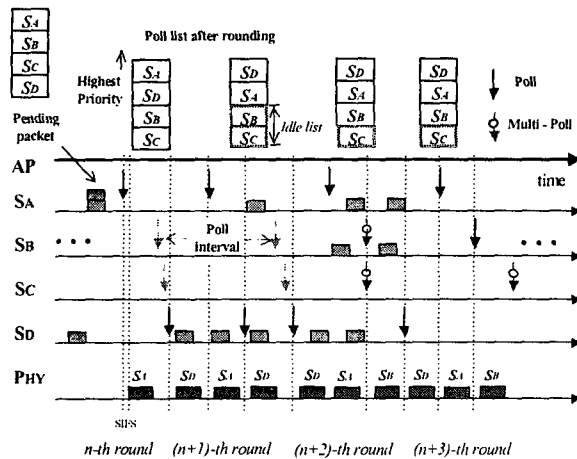 SA
SB
SC
SD
Poll list after rounding
Highest
Priority
SA
SD
SB
SC
SD
SA
SB
SC
Idle list
SD
SA
SB
SC
SD
SA
SB
SC
Poll
Multi - Poll
Pending
packet
AP
time
SA
SB
Poll
interval
SC
SD
PHY
SA
SD
SA
SD
SD
SA
SB
SD
SA
SB
SIFS
n-th round
(n+1)-th round
(n+2)-th round
(n+3)-th round